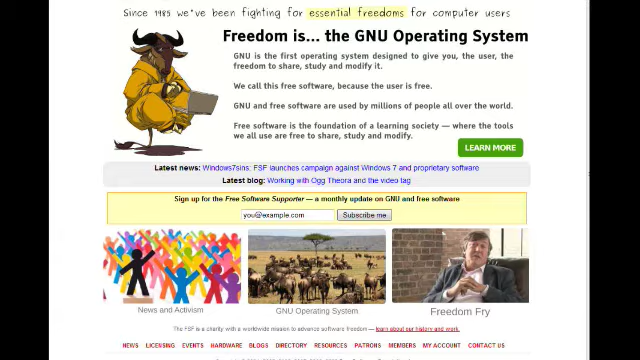 Since 1985 we've been fighting for essential freedoms for computer users
Freedom is... the GNU Operating System
GNU is the first operating system designed to give you, the user, the
freedom to share, study and modify it.
We call this free software, because the user is free.
GNU and free software are used by millions of people all over the world.
Free software is the foundation of a learning society — where the tools
we all use are free to share, study and modify.
LEARN MORE
Latest news: Windows7sins; FSF launches campaign against Windows 7 and proprietary software
Latest blog: Working with Ogg Theora and the video tag
Sign up for the Free Software Supporter – a monthly update on GNU and free software
you@example.com Subscribe me
News and Activism GNU Operating System Freedom Fry
The FSF is a charity with a worldwide mission to advance software freedom — learn about our history and work.
NEWS LICENSING EVENTS HARDWARE BLOGS DIRECTORY RESOURCES PATRONS MEMBERS MY ACCOUNT CONTACT US